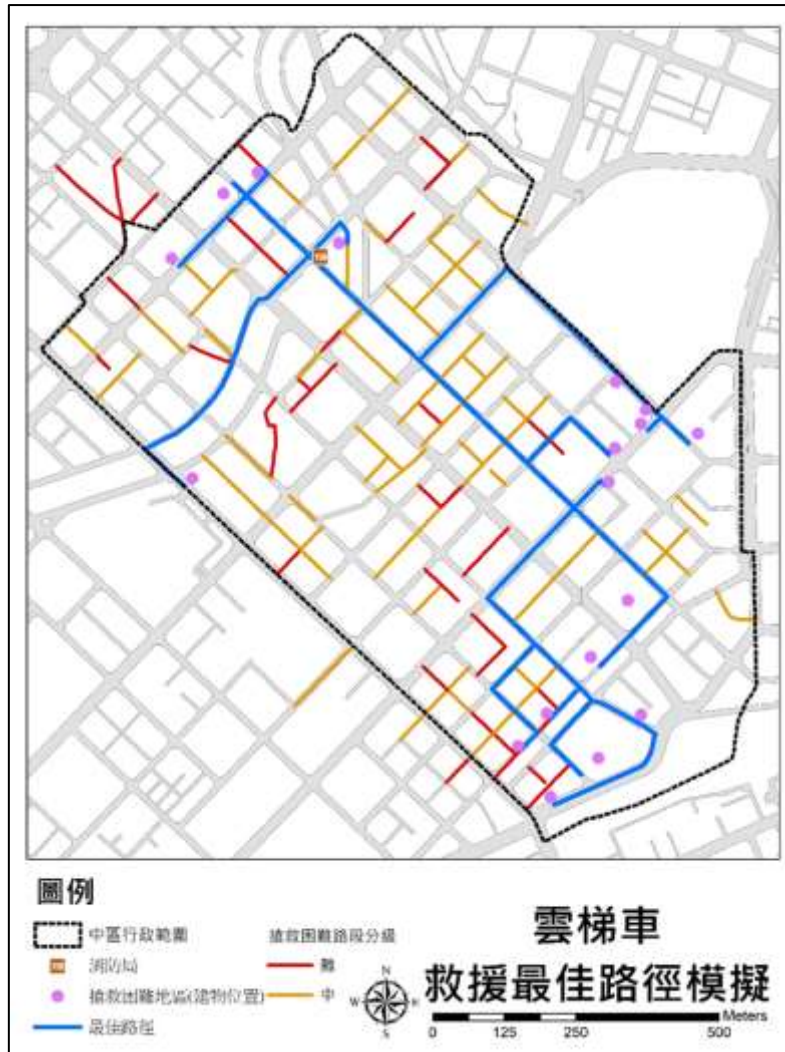 圖例
中區行政範圍
消防局
搶救困難地區(建物位置)
最佳路徑
搶救困難路段分級
難
中
N
W
E
S
雲梯車
救援最佳路徑模擬
Meters
0 125 250 500